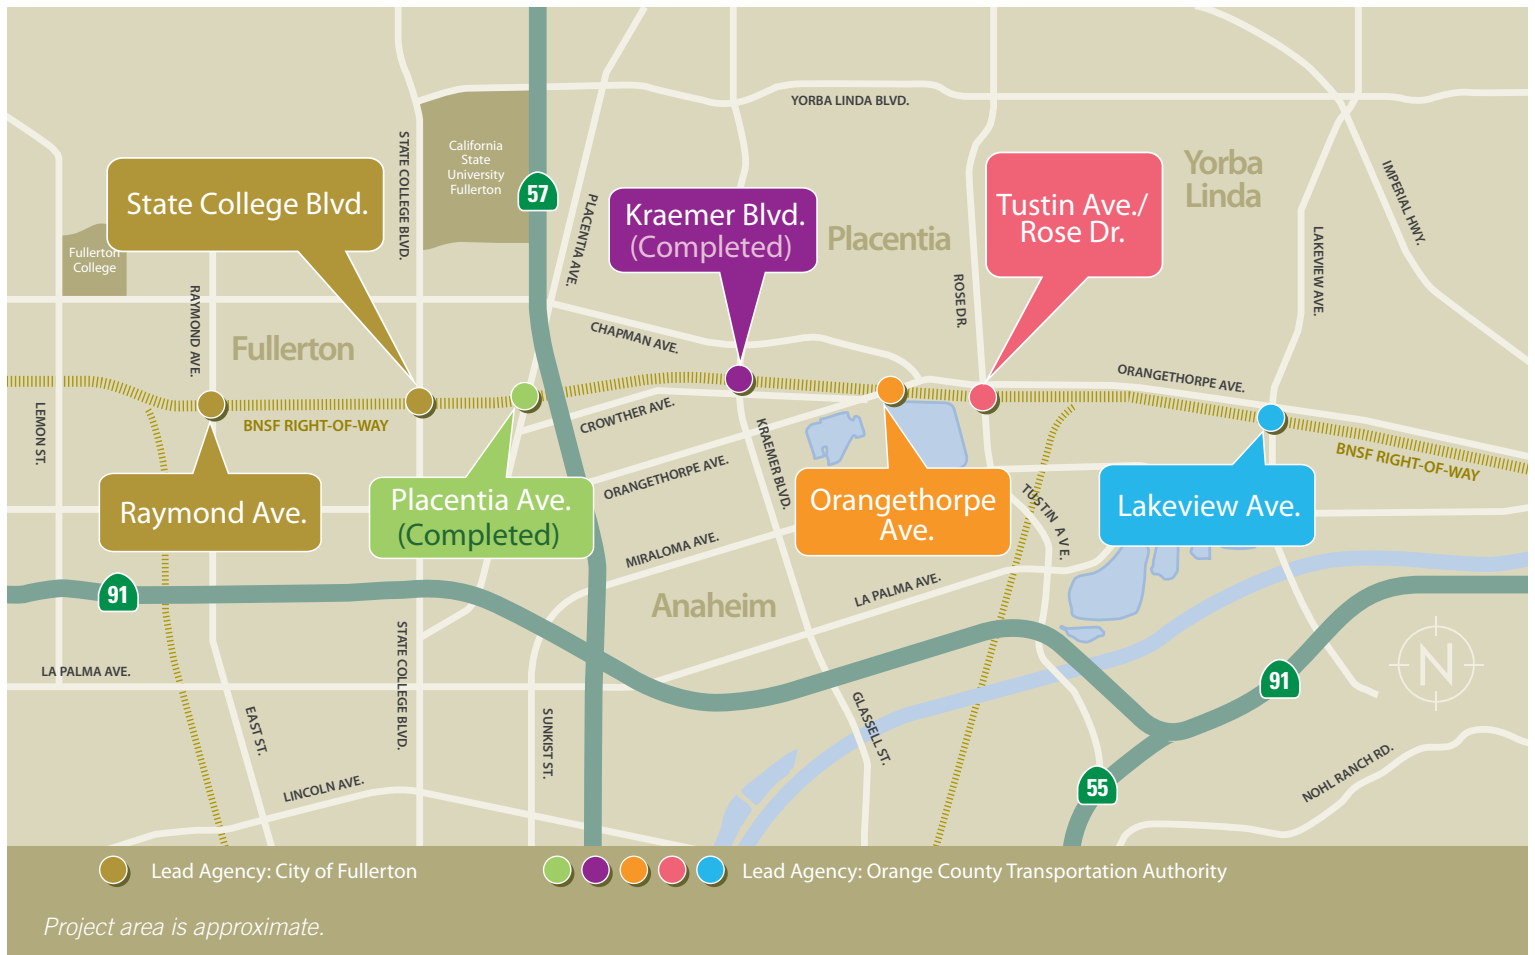 YORBA LINDA BLVD.
California
State
University
Fullerton
STATE COLLEGE BLVD.
57
State College Blvd.
Kraemer Blvd.
(Completed)
Tustin Ave./
Rose Dr.
Yorba
Linda
IMPERIAL HWY.
PLACENTIA AVE.
Placentia
Fullerton
College
LAKEVIEW AVE.
RAYMOND AVE.
ROSE DR.
Fullerton
CHAPMAN AVE.
ORANGETHORPE AVE.
LEMON ST.
BNSF RIGHT-OF-WAY
CROWTHER AVE.
KRAEMER BLVD.
BNSF RIGHT-OF-WAY
ORANGETHORPE AVE.
Raymond Ave.
Placentia Ave.
(Completed)
Orangethorpe
Ave.
TUSTIN AVE.
Lakeview Ave.
MIRALOMA AVE.
91
Anaheim
LA PALMA AVE.
STATE COLLEGE BLVD.
LA PALMA AVE.
N
91
EAST ST.
SUNKIST ST.
GLASSELL ST.
LINCOLN AVE.
55
NOHL RANCH RD.
Lead Agency: City of Fullerton
Lead Agency: Orange County Transportation Authority
Project area is approximate.